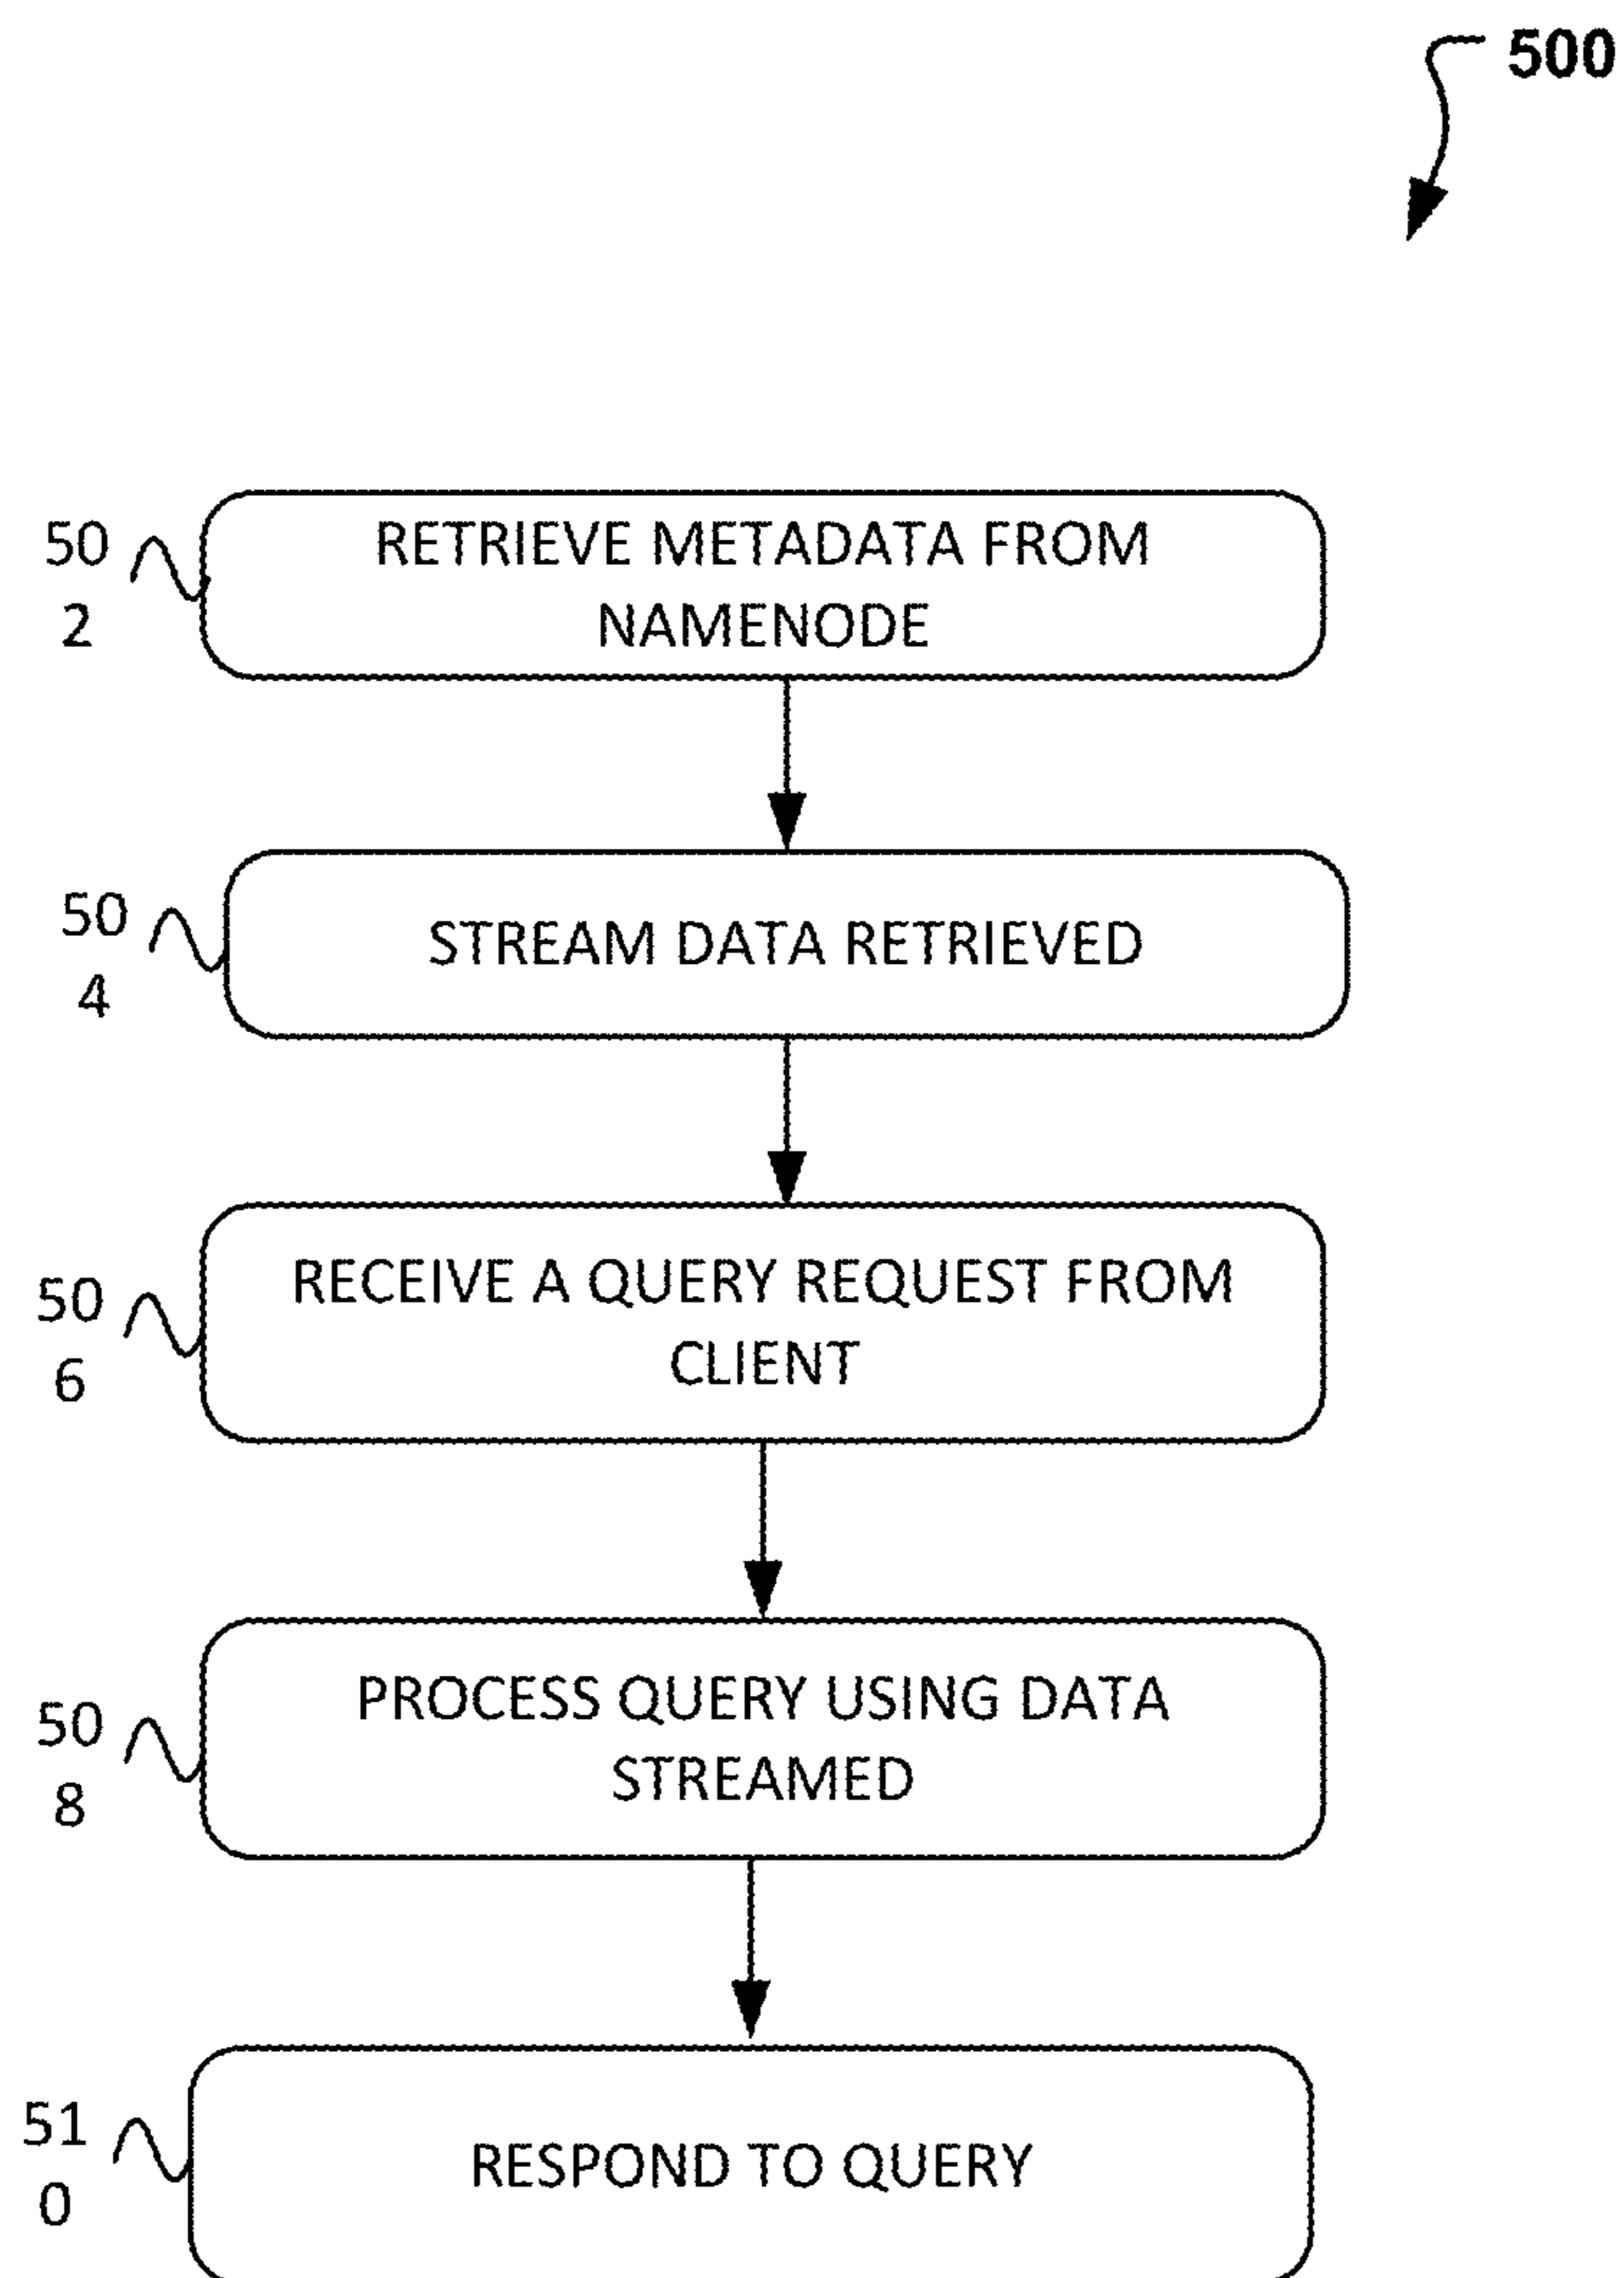 500
50
2
RETRIEVE METADATA FROM
NAMENODE
50
4
STREAM DATA RETRIEVED
50
6
RECEIVE A QUERY REQUEST FROM
CLIENT
50
8
PROCESS QUERY USING DATA
STREAMED
51
0
RESPOND TO QUERY